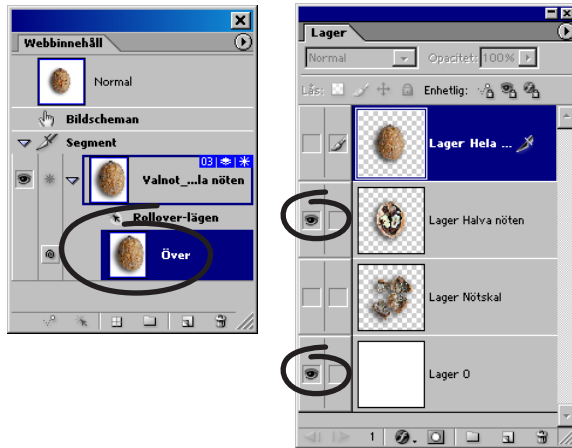 Webbinnehåll
Normal
Bildscheman
Segment
03
Valnot_...la nöten
Rollover-lägen
Över
Lager
Normal
Opacitet: 100%
Lås:
Enhetlig:
Lager Hela ...
Lager Halva nöten
Lager Nötskal
Lager 0
1